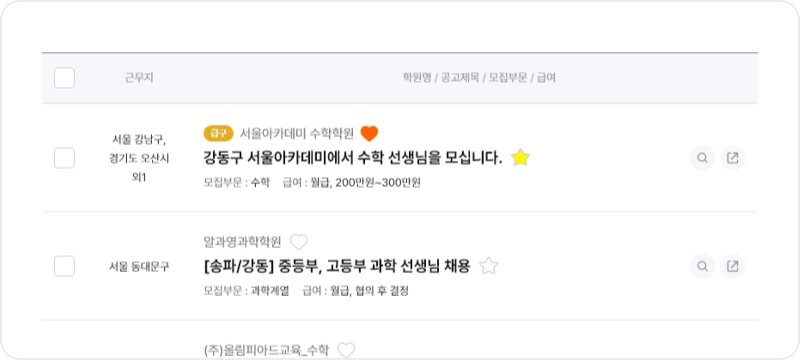 근무지 학원명 / 공고제목 / 모집부문 / 급여
급구 서울아카데미 수학학원
서울 강남구,
경기도 오산시
외1
강동구 서울아카데미에서 수학 선생님을 모십니다.
모집부문 : 수학 급여 : 월급, 200만원~300만원
알과영과학학원
서울 동대문구
[송파/강동] 중등부, 고등부 과학 선생님 채용
모집부문 : 과학계열 급여 : 월급, 협의 후 결정
(주)올림피아드교육_수학